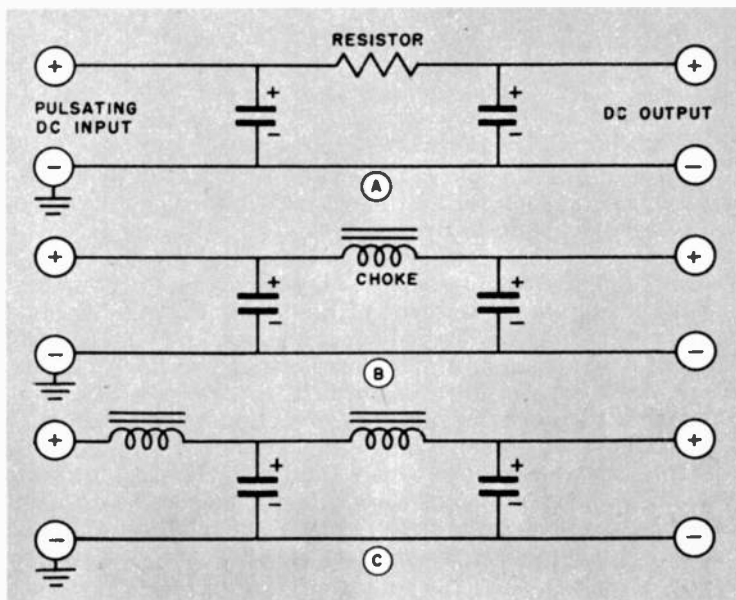 RESISTOR
+ +
+ +
PULSATING
DC INPUT
DC OUTPUT
- -
- -
A
+ +
CHOKE
+ +
- -
- -
B
+ +
+ +
- -
- -
C